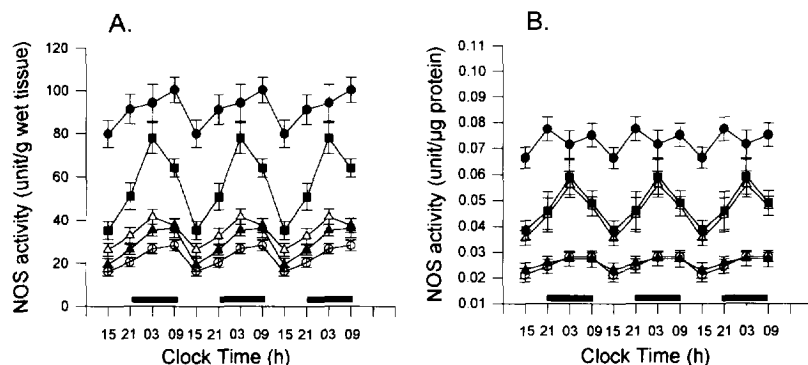 A.
NOS activity (unit/g wet tissue)
120
100
80
60
40
20
0
15 21 03 09 15 21 03 09 15 21 03 09
Clock Time (h)
B.
NOS activity (unit/µg protein)
0.11
0.10
0.09
0.08
0.07
0.06
0.05
0.04
0.03
0.02
0.01
15 21 03 09 15 21 03 09 15 21 03 09
Clock Time (h)